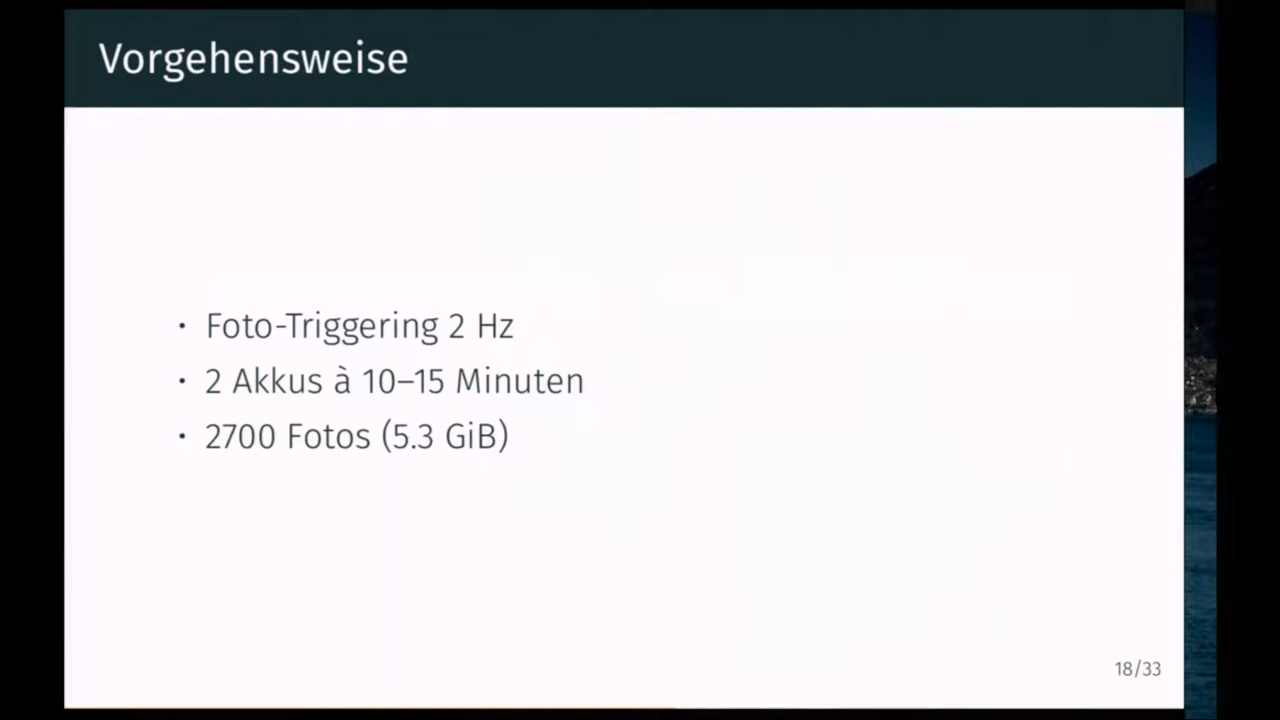 Vorgehensweise
• Foto-Triggering 2 Hz
• 2 Akkus à 10–15 Minuten
• 2700 Fotos (5.3 GiB)
18/33